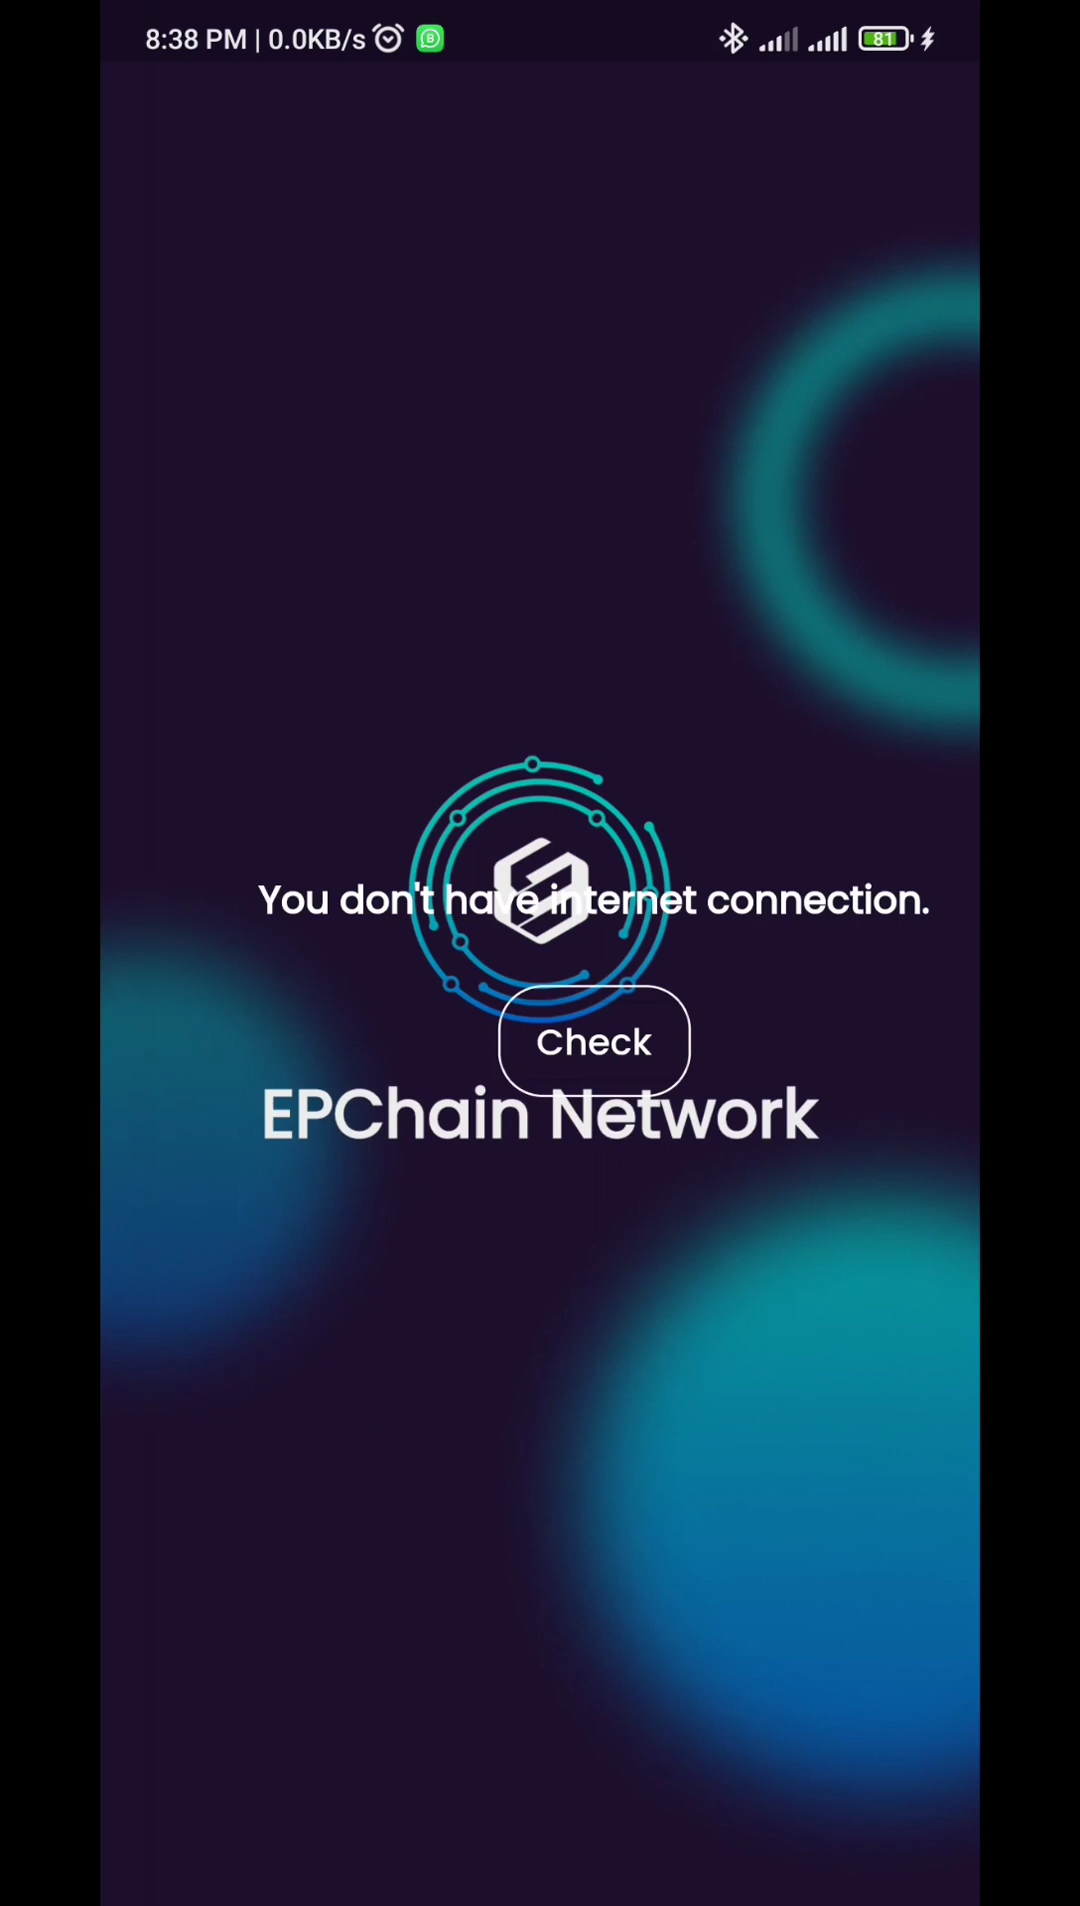 8:38 PM | 0.0KB/s B 81
You don't have internet connection.
Check
EPChain Network